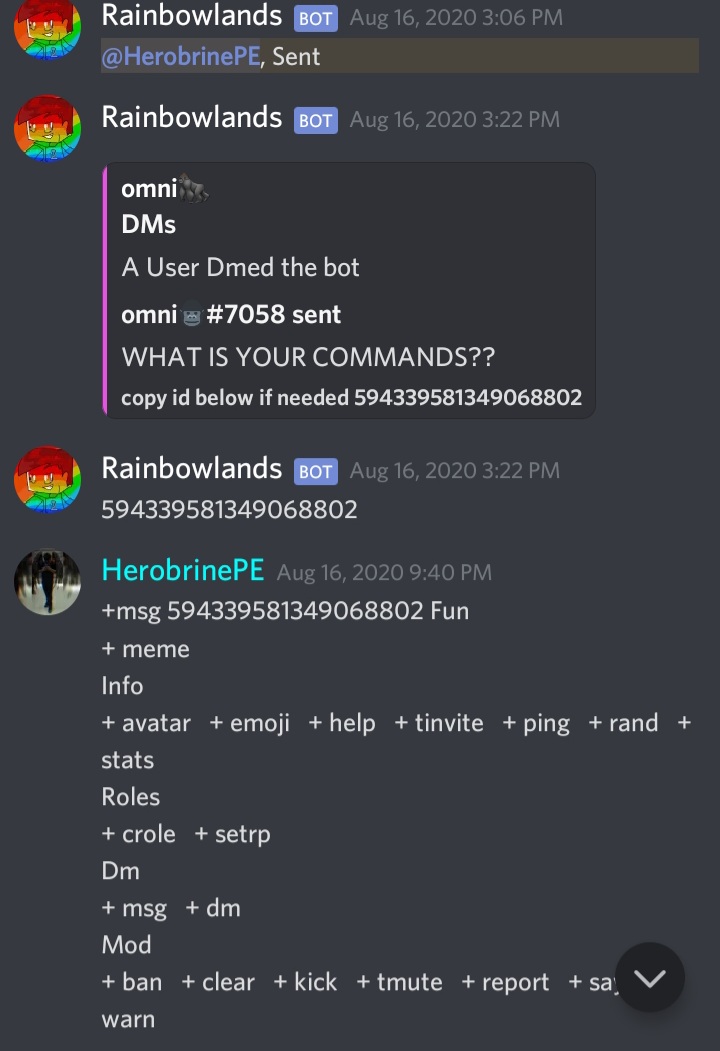 Rainbowlands BOT Aug 16, 2020 3:06 PM
@HerobrinePE, Sent
Rainbowlands BOT Aug 16, 2020 3:22 PM
omni🦍
DMs
A User Dmed the bot
omni#7058 sent
WHAT IS YOUR COMMANDS??
copy id below if needed 594339581349068802
Rainbowlands BOT Aug 16, 2020 3:22 PM
594339581349068802
HerobrinePE Aug 16, 2020 9:40 PM
+msg 594339581349068802 Fun
+ meme
Info
+ avatar + emoji + help + tinvite + ping + rand +
stats
Roles
+ crole + setrp
Dm
+ msg + dm
Mod
+ ban + clear + kick + tmute + report +
warn